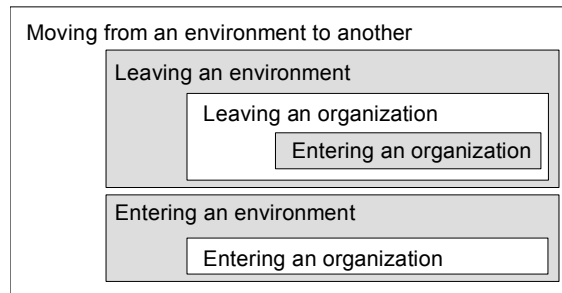 Moving from an environment to another
Leaving an environment
Leaving an organization
Entering an organization
Entering an environment
Entering an organization